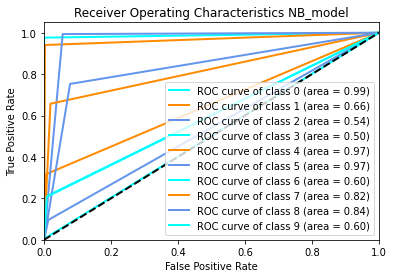 Receiver Operating Characteristics NB_model
True Positive Rate
1.0
0.8
0.6
0.4
0.2
0.0
ROC curve of class 0 (area = 0.99)
ROC curve of class 1 (area = 0.66)
ROC curve of class 2 (area = 0.54)
ROC curve of class 3 (area = 0.50)
ROC curve of class 4 (area = 0.97)
ROC curve of class 5 (area = 0.97)
ROC curve of class 6 (area = 0.60)
ROC curve of class 7 (area = 0.82)
ROC curve of class 8 (area = 0.84)
ROC curve of class 9 (area = 0.60)
0.0 0.2 0.4 0.6 0.8 1.0
False Positive Rate